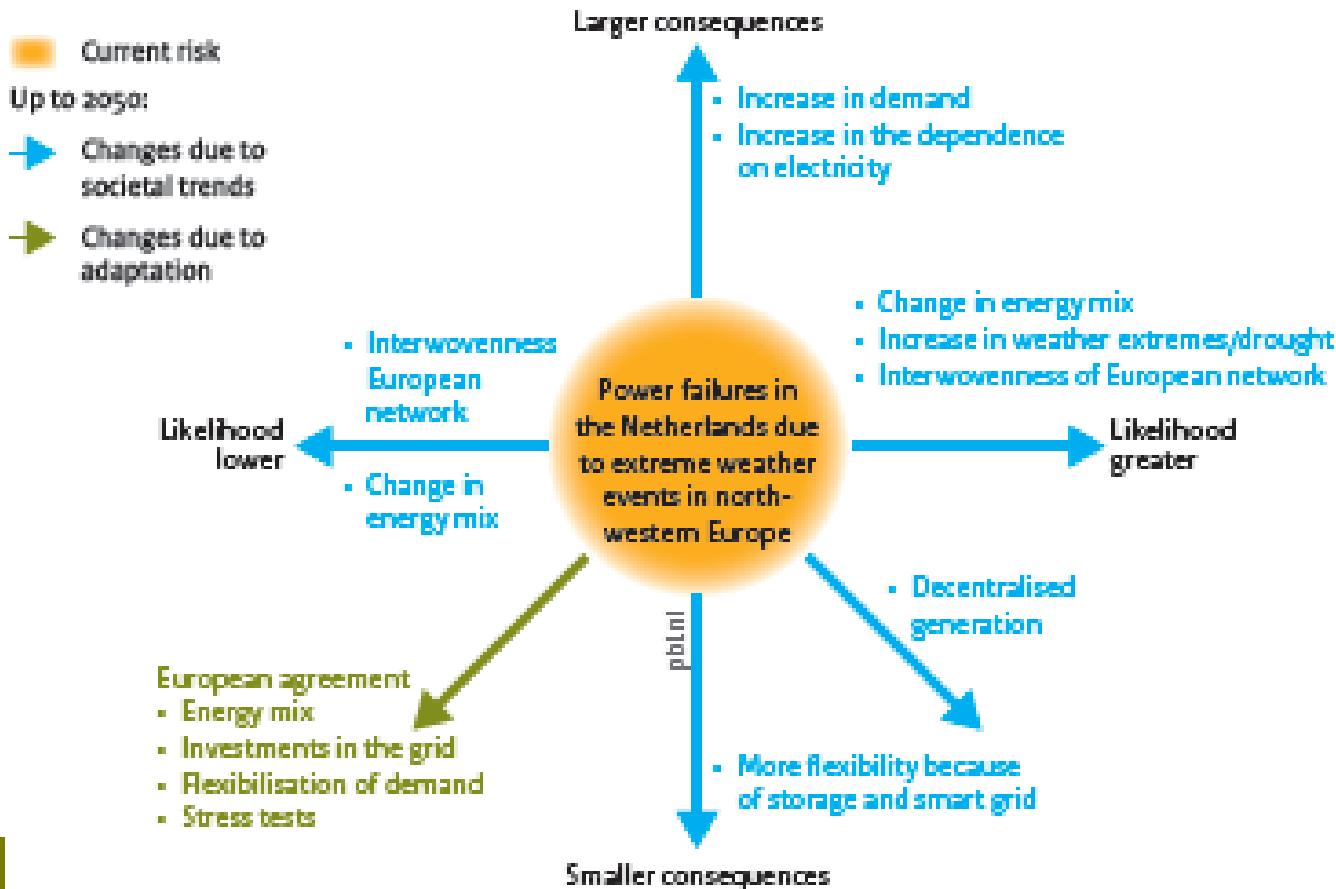 Larger consequences
Current risk
Up to 2050:
Changes due to
societal trends
Changes due to
adaptation
▪ Increase in demand
▪ Increase in the dependence
on electricity
▪ Change in energy mix
▪ Increase in weather extremes/drought
▪ Interwovenness of European network
▪ Interwovenness
European
network
Likelihood
lower
▪ Change in
energy mix
Power failures in
the Netherlands due
to extreme weather
events in north-
western Europe
Likelihood
greater
▪ Decentralised
generation
pbl.nl
European agreement
▪ Energy mix
▪ Investments in the grid
▪ Flexibilisation of demand
▪ Stress tests
▪ More flexibility because
of storage and smart grid
Smaller consequences